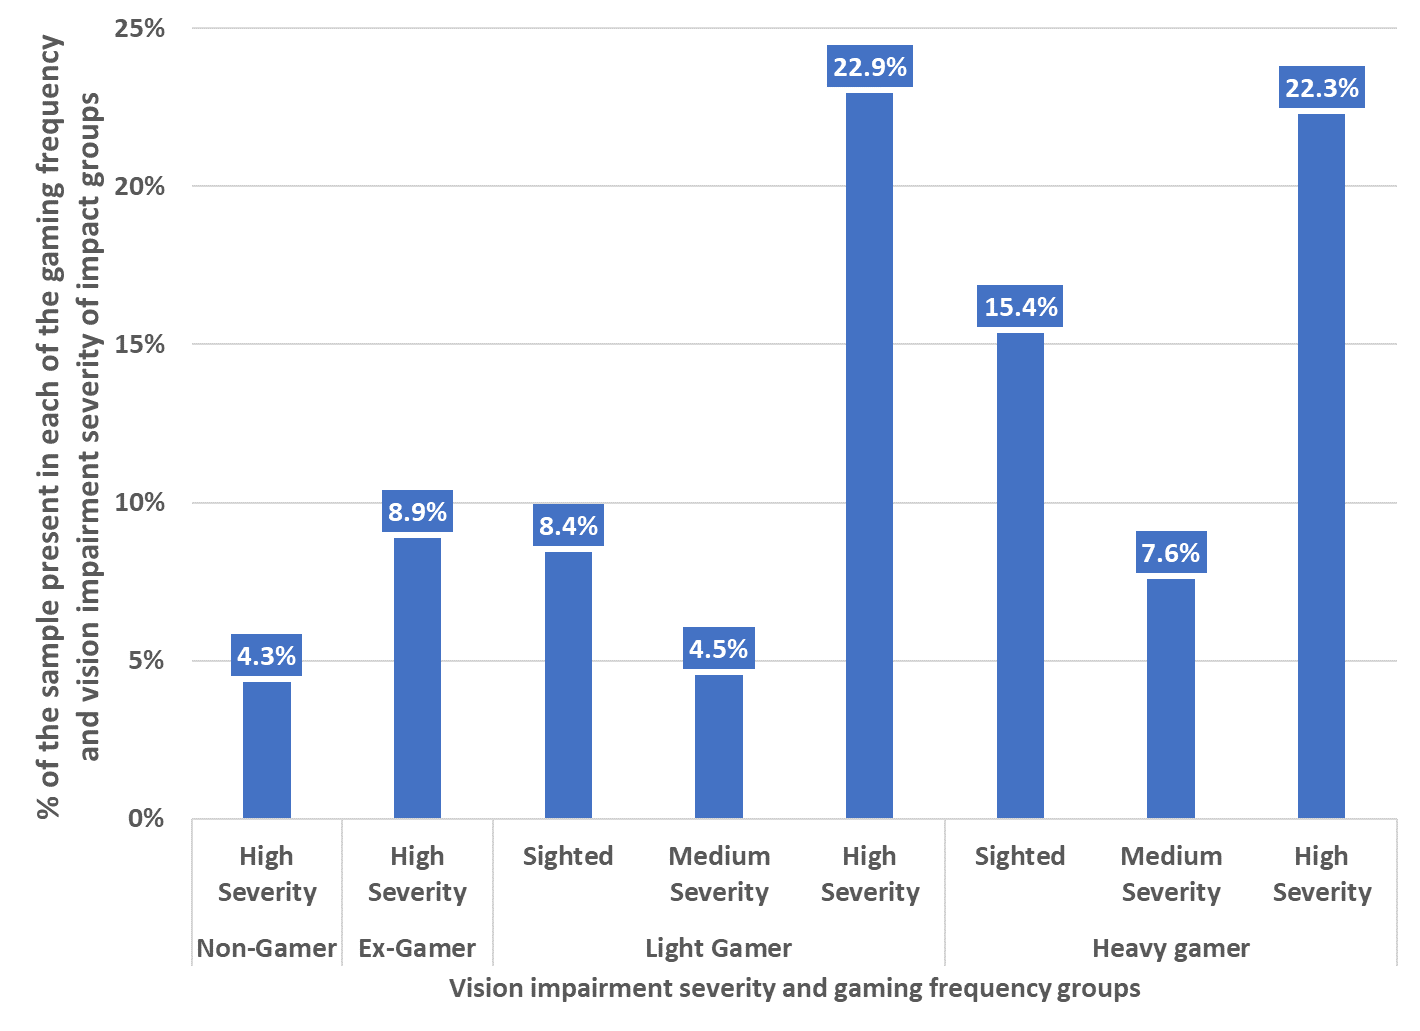 % of the sample present in each of the gaming frequency
and vision impairment severity of impact groups
25%
20%
15%
10%
5%
0%
4.3%
8.9%
8.4%
4.5%
22.9%
15.4%
7.6%
22.3%
High
Severity
High
Severity
Sighted
Medium
Severity
High
Severity
Sighted
Medium
Severity
High
Severity
Non-Gamer
Ex-Gamer
Light Gamer
Heavy gamer
Vision impairment severity and gaming frequency groups